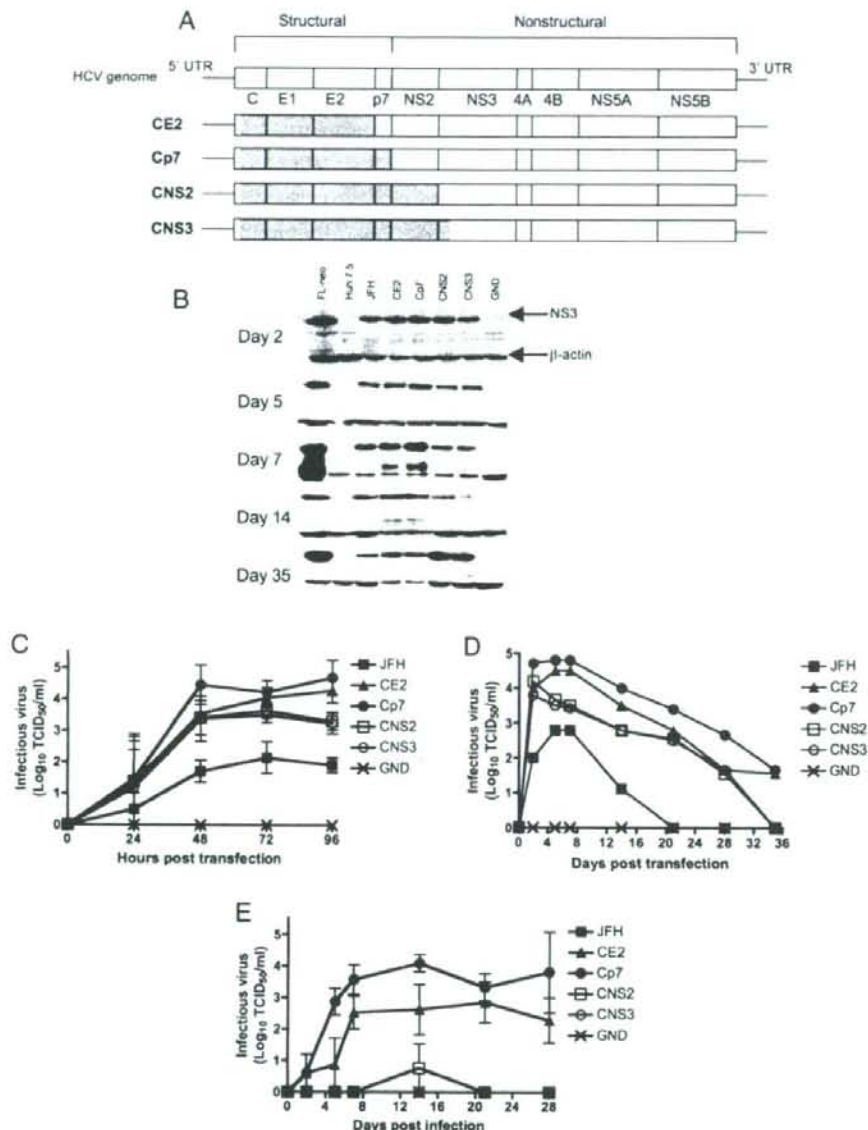 A
Structural Nonstructural
HCV genome 5' UTR 3' UTR
C E1 E2 p7 NS2 NS3 4A 4B NS5A NS5B
CE2
Cp7
CNS2
CNS3
B
FL-neo Huh 7.5 JFH CE2 Cp7 CNS2 CNS3 GND
NS3
Day 2
β-actin
Day 5
Day 7
Day 14
Day 35
C
Infectious virus
(Log10 TCID50/ml)
5
4
3
2
1
0
0 24 48 72 96
Hours post transfection
JFH
CE2
Cp7
CNS2
CNS3
GND
D
Infectious virus
(Log10 TCID50/ml)
5
4
3
2
1
0
0 4 8 12 16 20 24 28 32 36
Days post transfection
JFH
CE2
Cp7
CNS2
CNS3
GND
E
Infectious virus
(Log10 TCID50/ml)
5
4
3
2
1
0
0 4 8 12 16 20 24 28
Days post infection
JFH
CE2
Cp7
CNS2
CNS3
GND